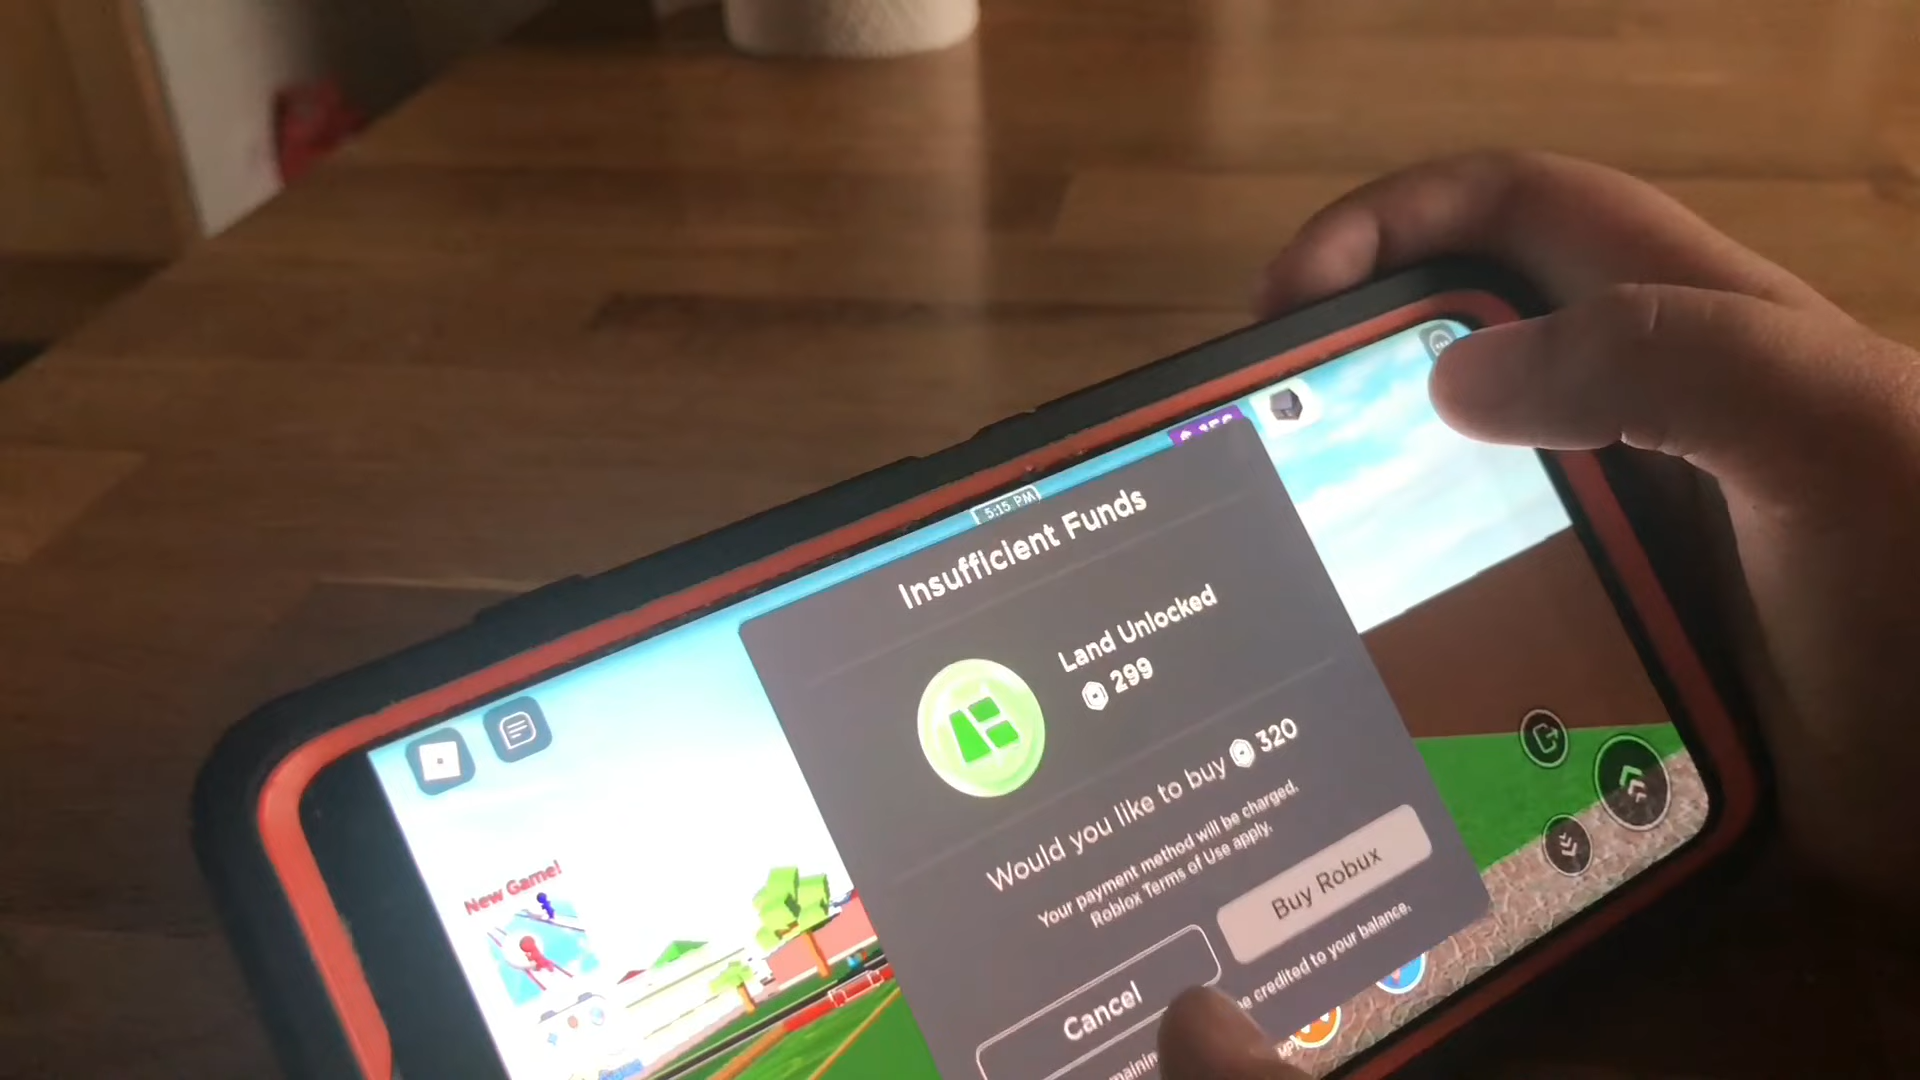 5:15 PM
Insufficient Funds
Land Unlocked
299
Would you like to buy 320
Your payment method will be charged.
Roblox Terms of Use apply.
Buy Robux
Cancel
be credited to your balance.
New Game!